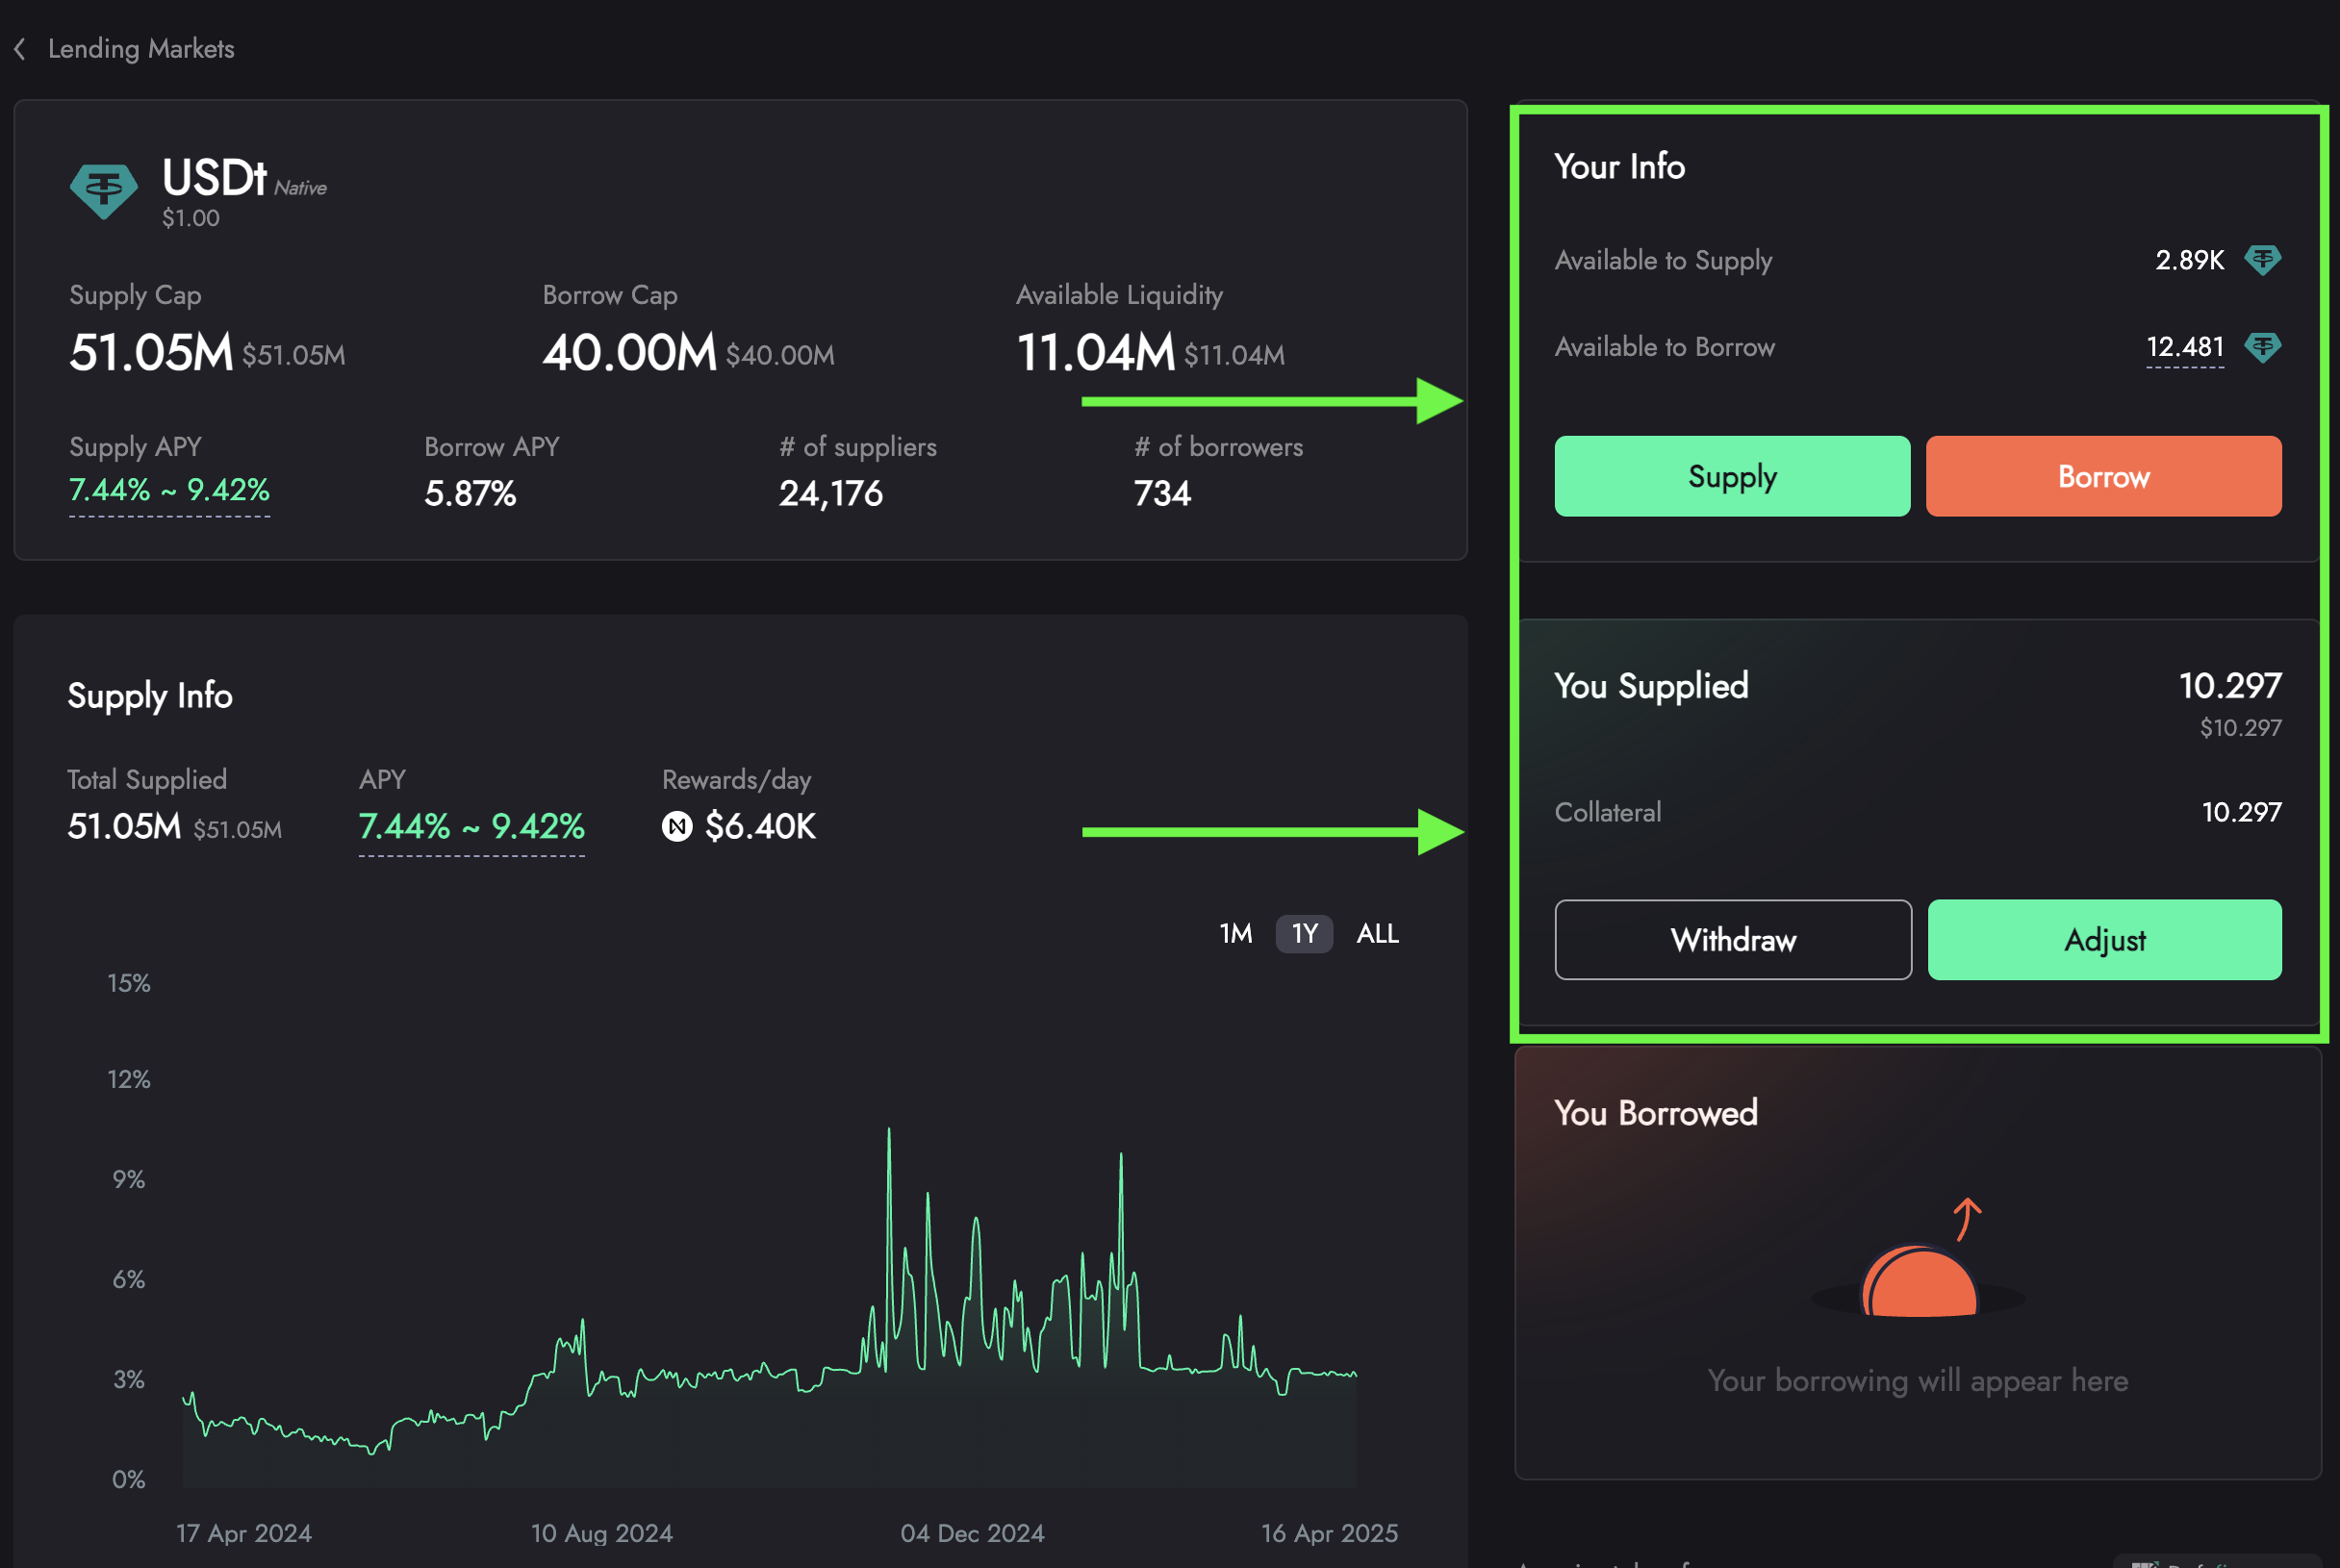 Lending Markets
USDt Native
$1.00
Supply Cap
51.05M $51.05M
Borrow Cap
40.00M $40.00M
Available Liquidity
11.04M $11.04M
Supply APY
7.44% ~ 9.42%
Borrow APY
5.87%
# of suppliers
24,176
# of borrowers
734
Supply Info
Total Supplied
51.05M $51.05M
APY
7.44% ~ 9.42%
Rewards/day
$6.40K
1M 1Y ALL
15%
12%
9%
6%
3%
0%
17 Apr 2024
10 Aug 2024
04 Dec 2024
16 Apr 2025
Your Info
Available to Supply 2.89K
Available to Borrow 12.481
Supply Borrow
You Supplied 10.297
$10.297
Collateral 10.297
Withdraw Adjust
You Borrowed
Your borrowing will appear here